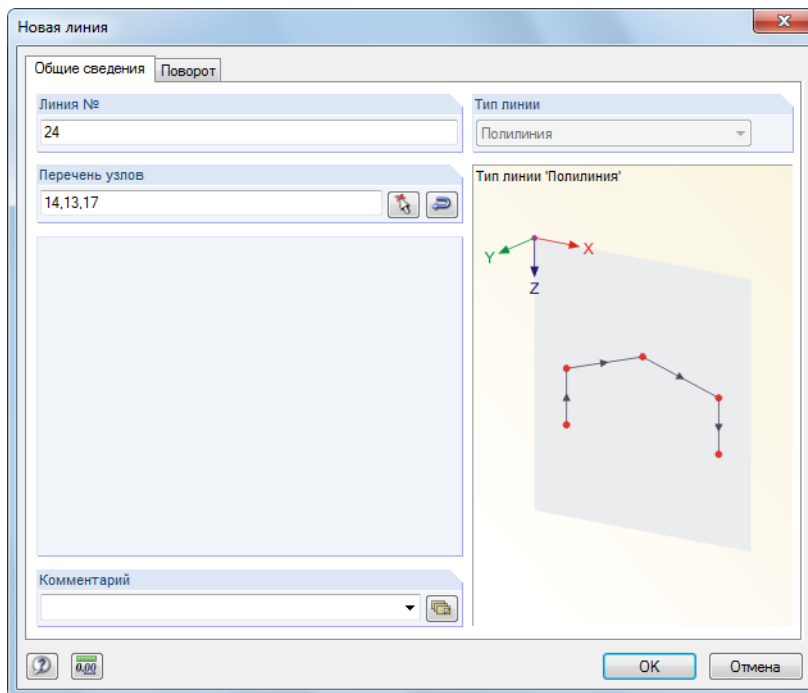 Новая линия
Общие сведения
Поворот
Линия №
24
Тип линии
Полилиния
Перечень узлов
14,13,17
Тип линии 'Полилиния'
Y
X
Z
Комментарий
0.00
OK
Отмена